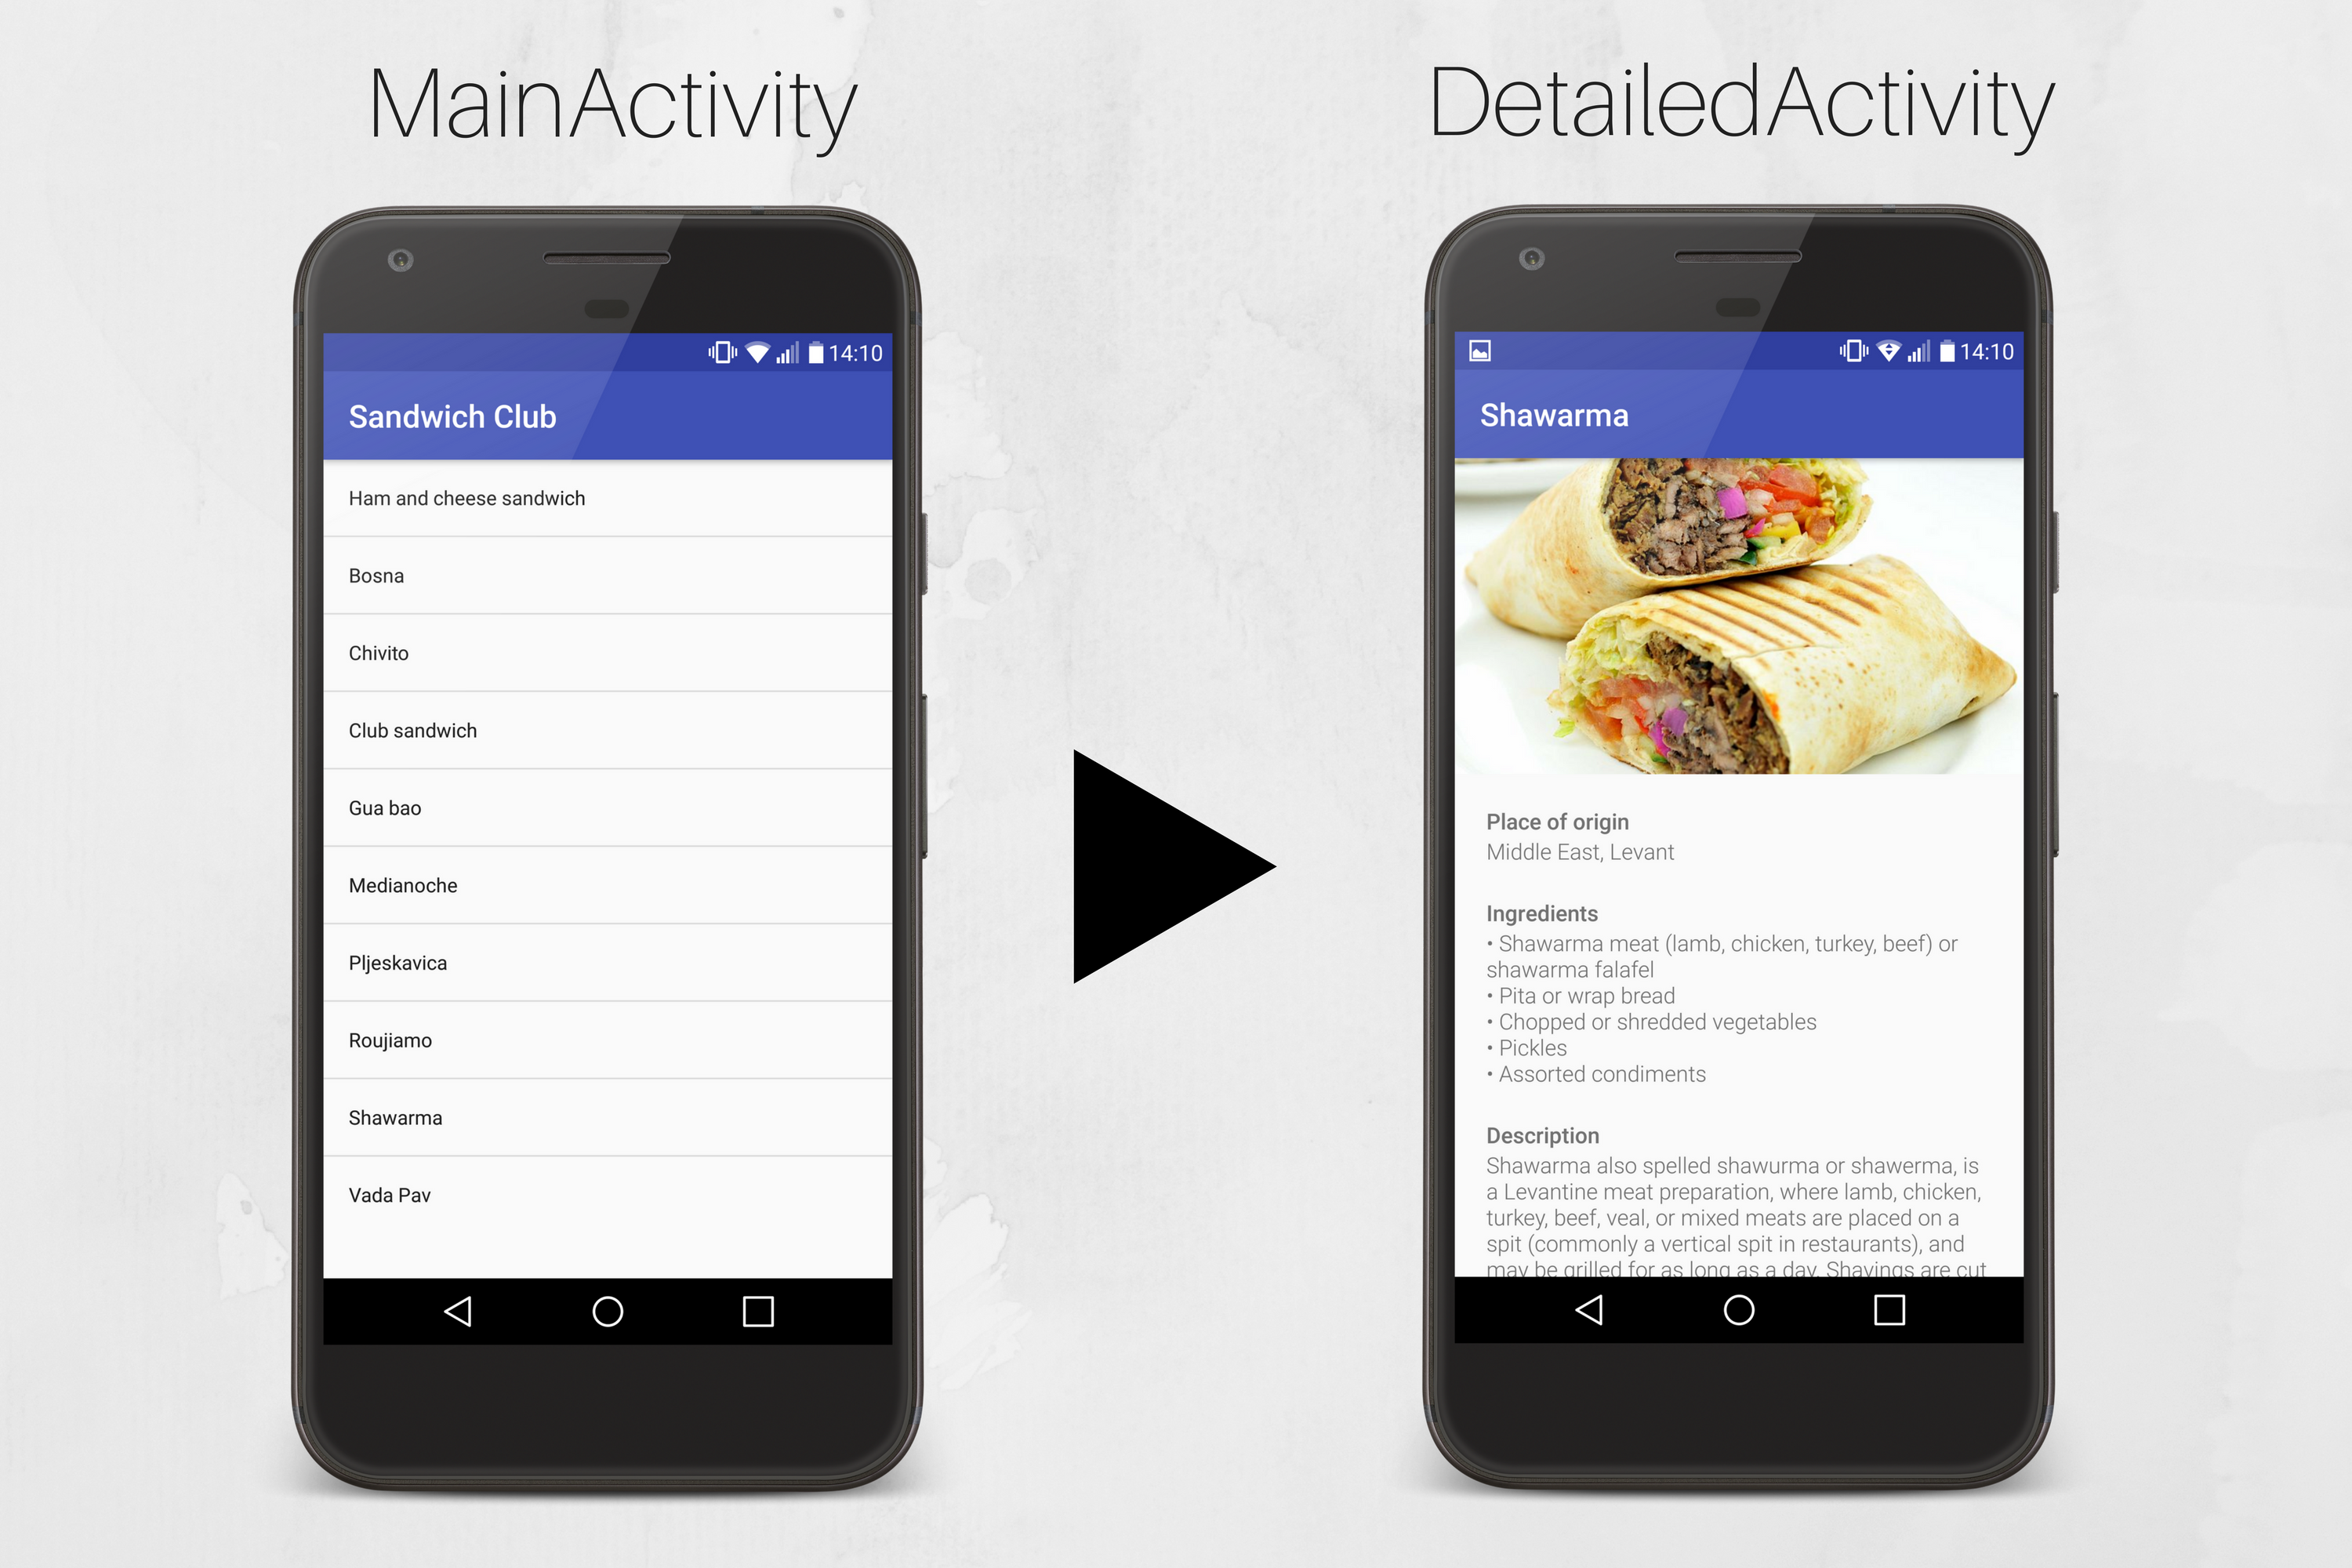 MainActivity
DetailedActivity
14:10
Sandwich Club
Ham and cheese sandwich
Bosna
Chivito
Club sandwich
Gua bao
Medianoche
Pljeskavica
Roujiamo
Shawarma
Vada Pav
14:10
Shawarma
Place of origin
Middle East, Levant
Ingredients
• Shawarma meat (lamb, chicken, turkey, beef) or
shawarma falafel
• Pita or wrap bread
• Chopped or shredded vegetables
• Pickles
• Assorted condiments
Description
Shawarma also spelled shawurma or shawerma, is
a Levantine meat preparation, where lamb, chicken,
turkey, beef, veal, or mixed meats are placed on a
spit (commonly a vertical spit in restaurants), and
may be grilled for as long as a day. Shavings are cut